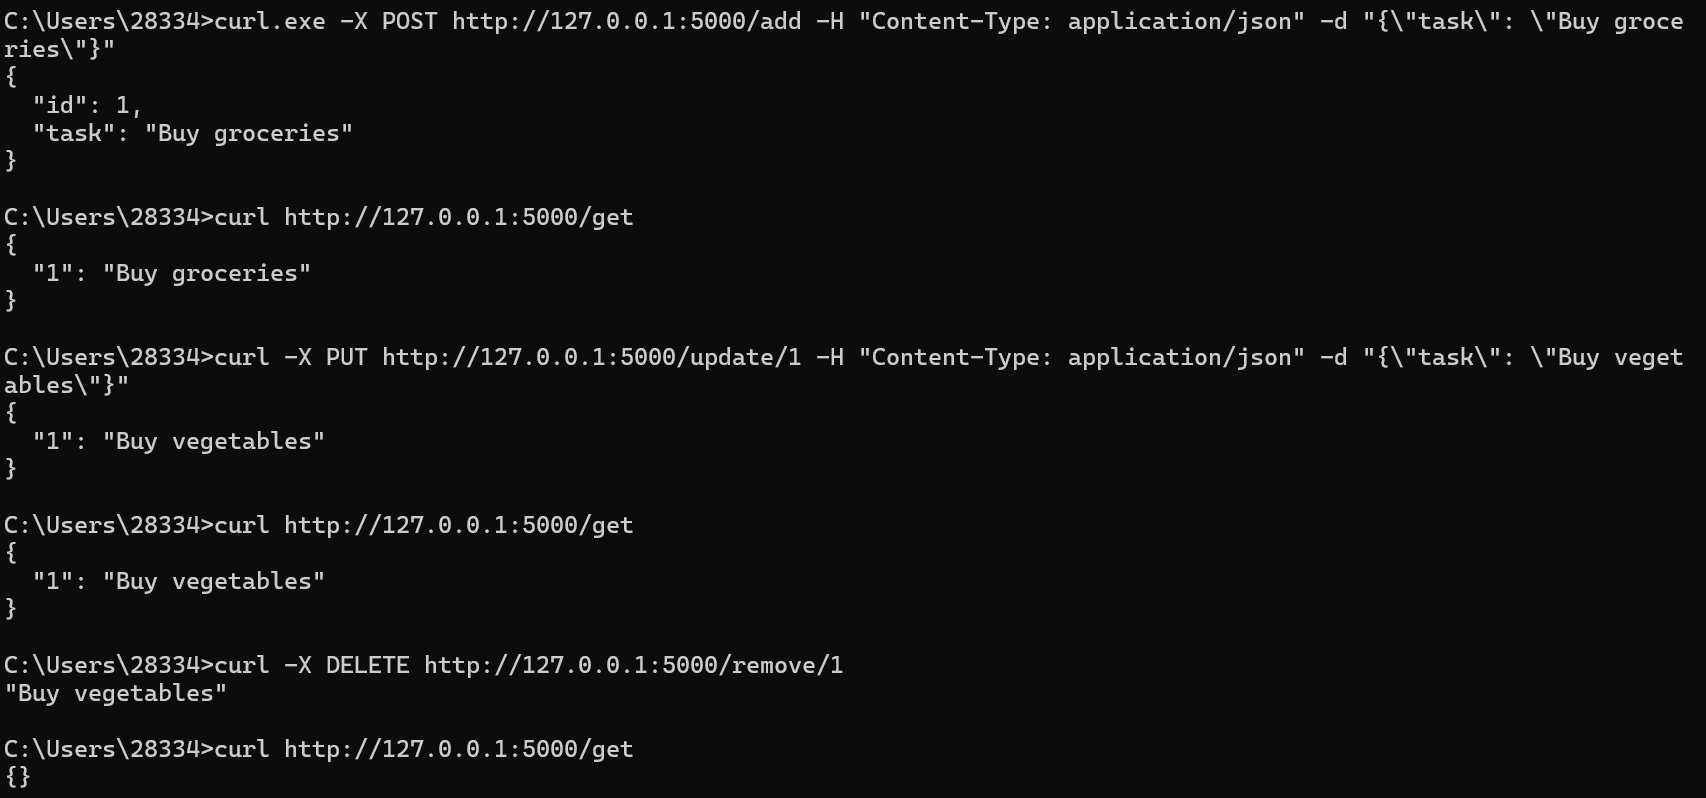 C:\Users\28334>curl.exe -X POST http://127.0.0.1:5000/add -H "Content-Type: application/json" -d "{\"task\": \"Buy groce
ries\"}"
{
  "id": 1,
  "task": "Buy groceries"
}

C:\Users\28334>curl http://127.0.0.1:5000/get
{
  "1": "Buy groceries"
}

C:\Users\28334>curl -X PUT http://127.0.0.1:5000/update/1 -H "Content-Type: application/json" -d "{\"task\": \"Buy veget
ables\"}"
{
  "1": "Buy vegetables"
}

C:\Users\28334>curl http://127.0.0.1:5000/get
{
  "1": "Buy vegetables"
}

C:\Users\28334>curl -X DELETE http://127.0.0.1:5000/remove/1
"Buy vegetables"

C:\Users\28334>curl http://127.0.0.1:5000/get
{}